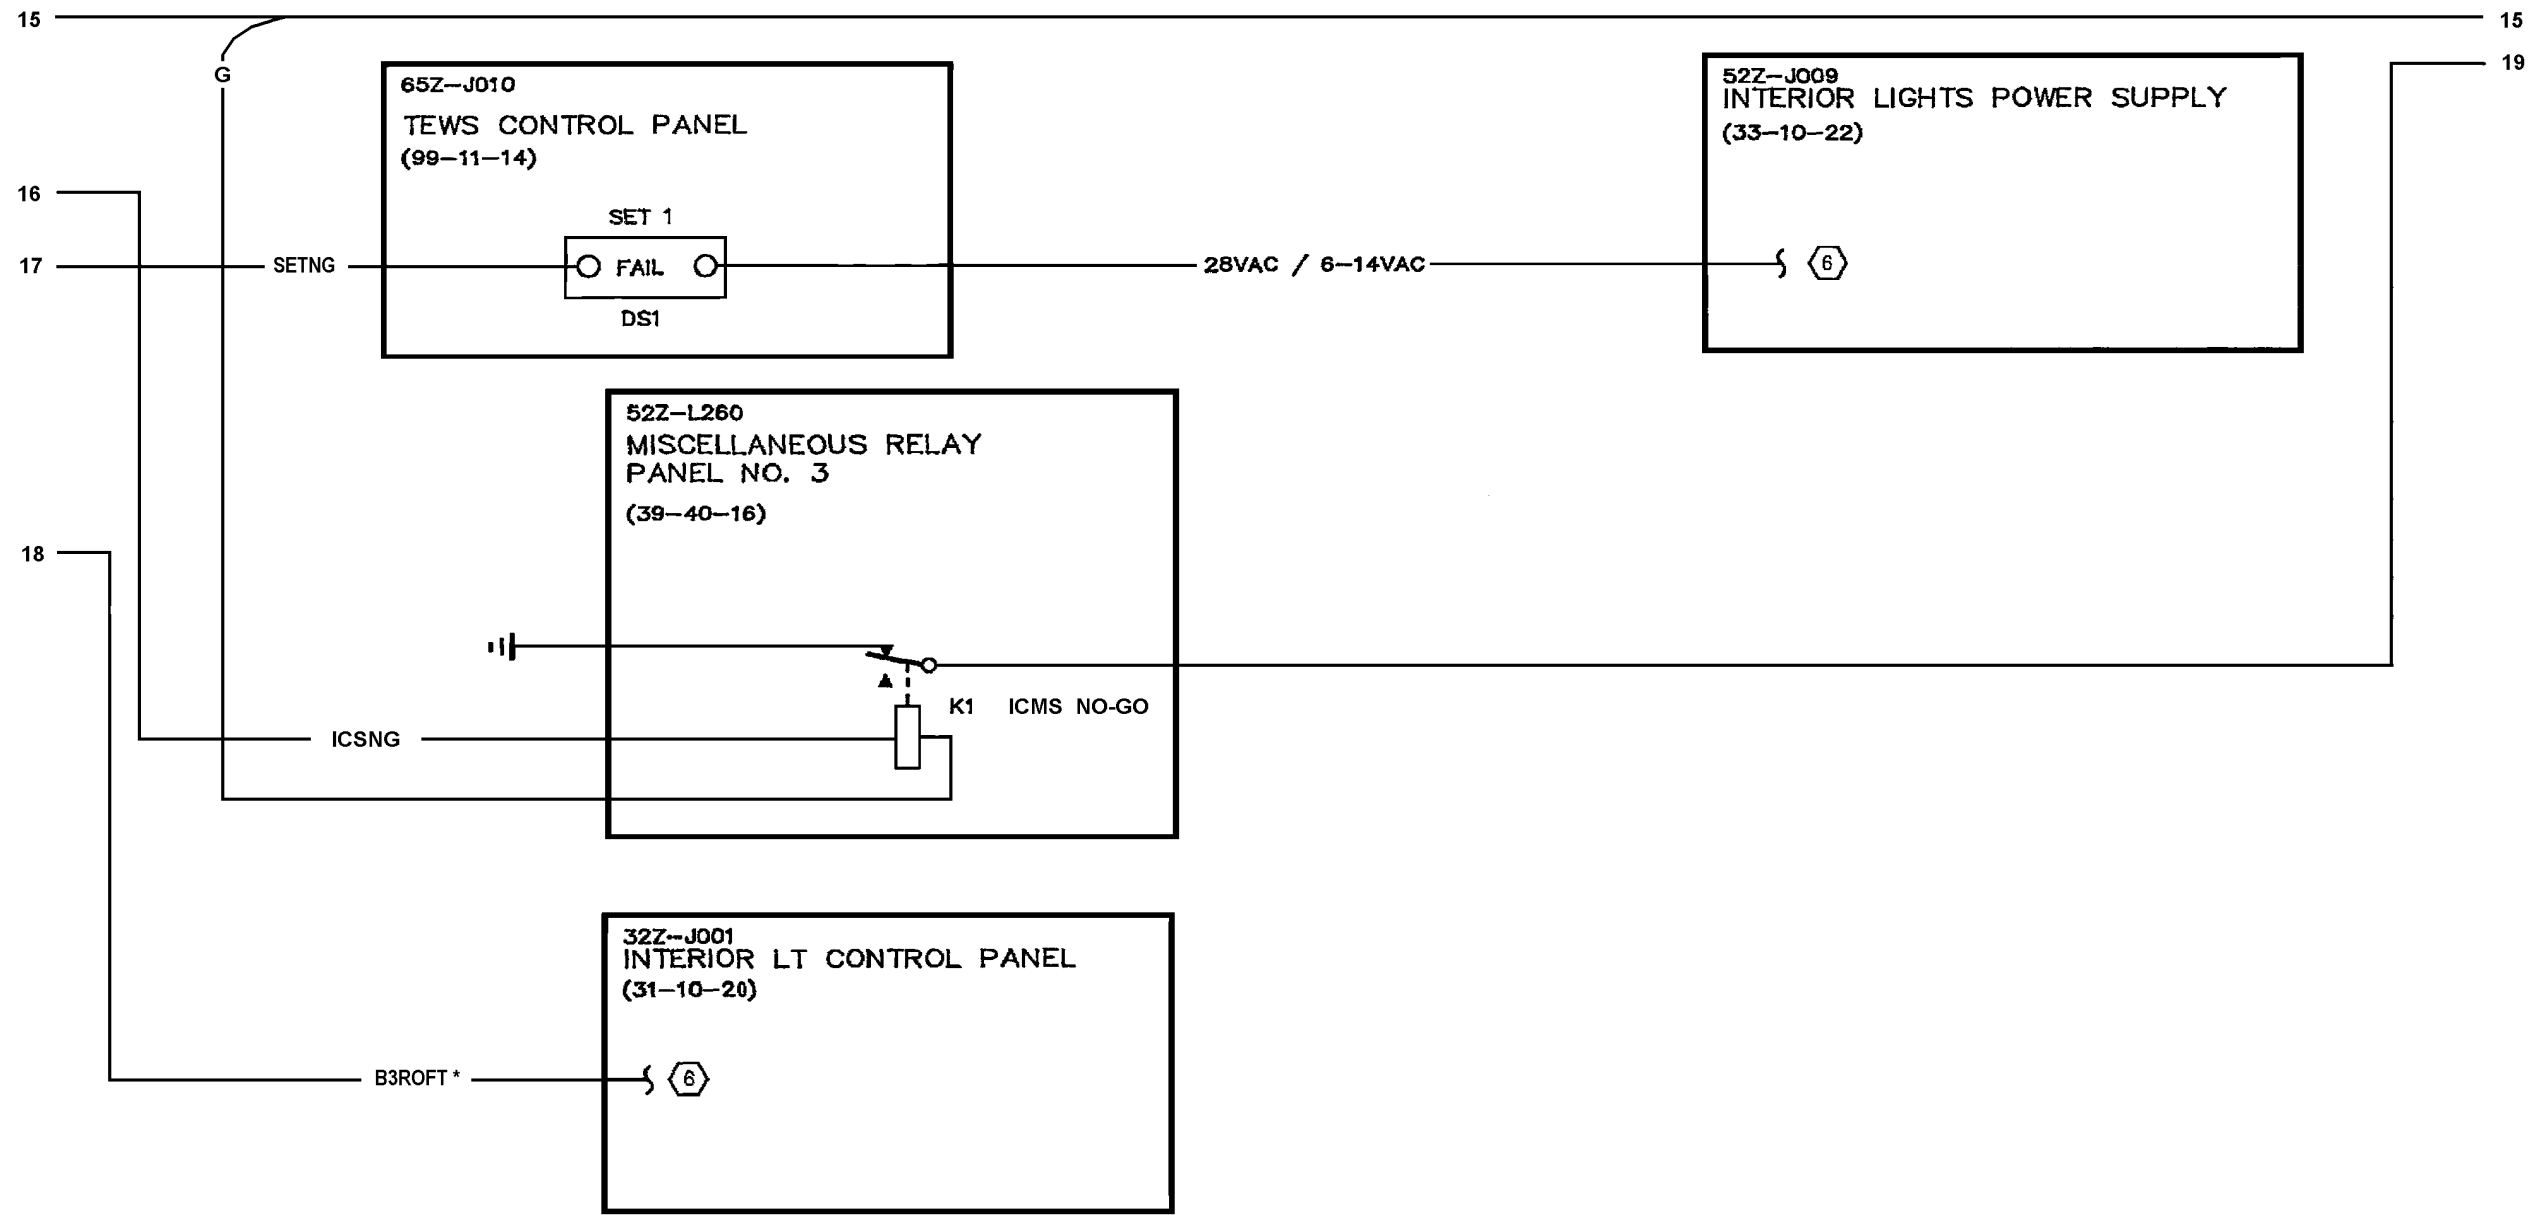 15
15
G
19
65Z-J010
TEWS CONTROL PANEL
(99-11-14)
SET 1
FAIL
DS1
52Z-J009
INTERIOR LIGHTS POWER SUPPLY
(33-10-22)
6
16
17
SETNG
28VAC / 6-14VAC
52Z-L260
MISCELLANEOUS RELAY
PANEL NO. 3
(39-40-16)
18
K1 ICMS NO-GO
ICSNG
32Z-J001
INTERIOR LT CONTROL PANEL
(31-10-20)
B3ROFT *
6